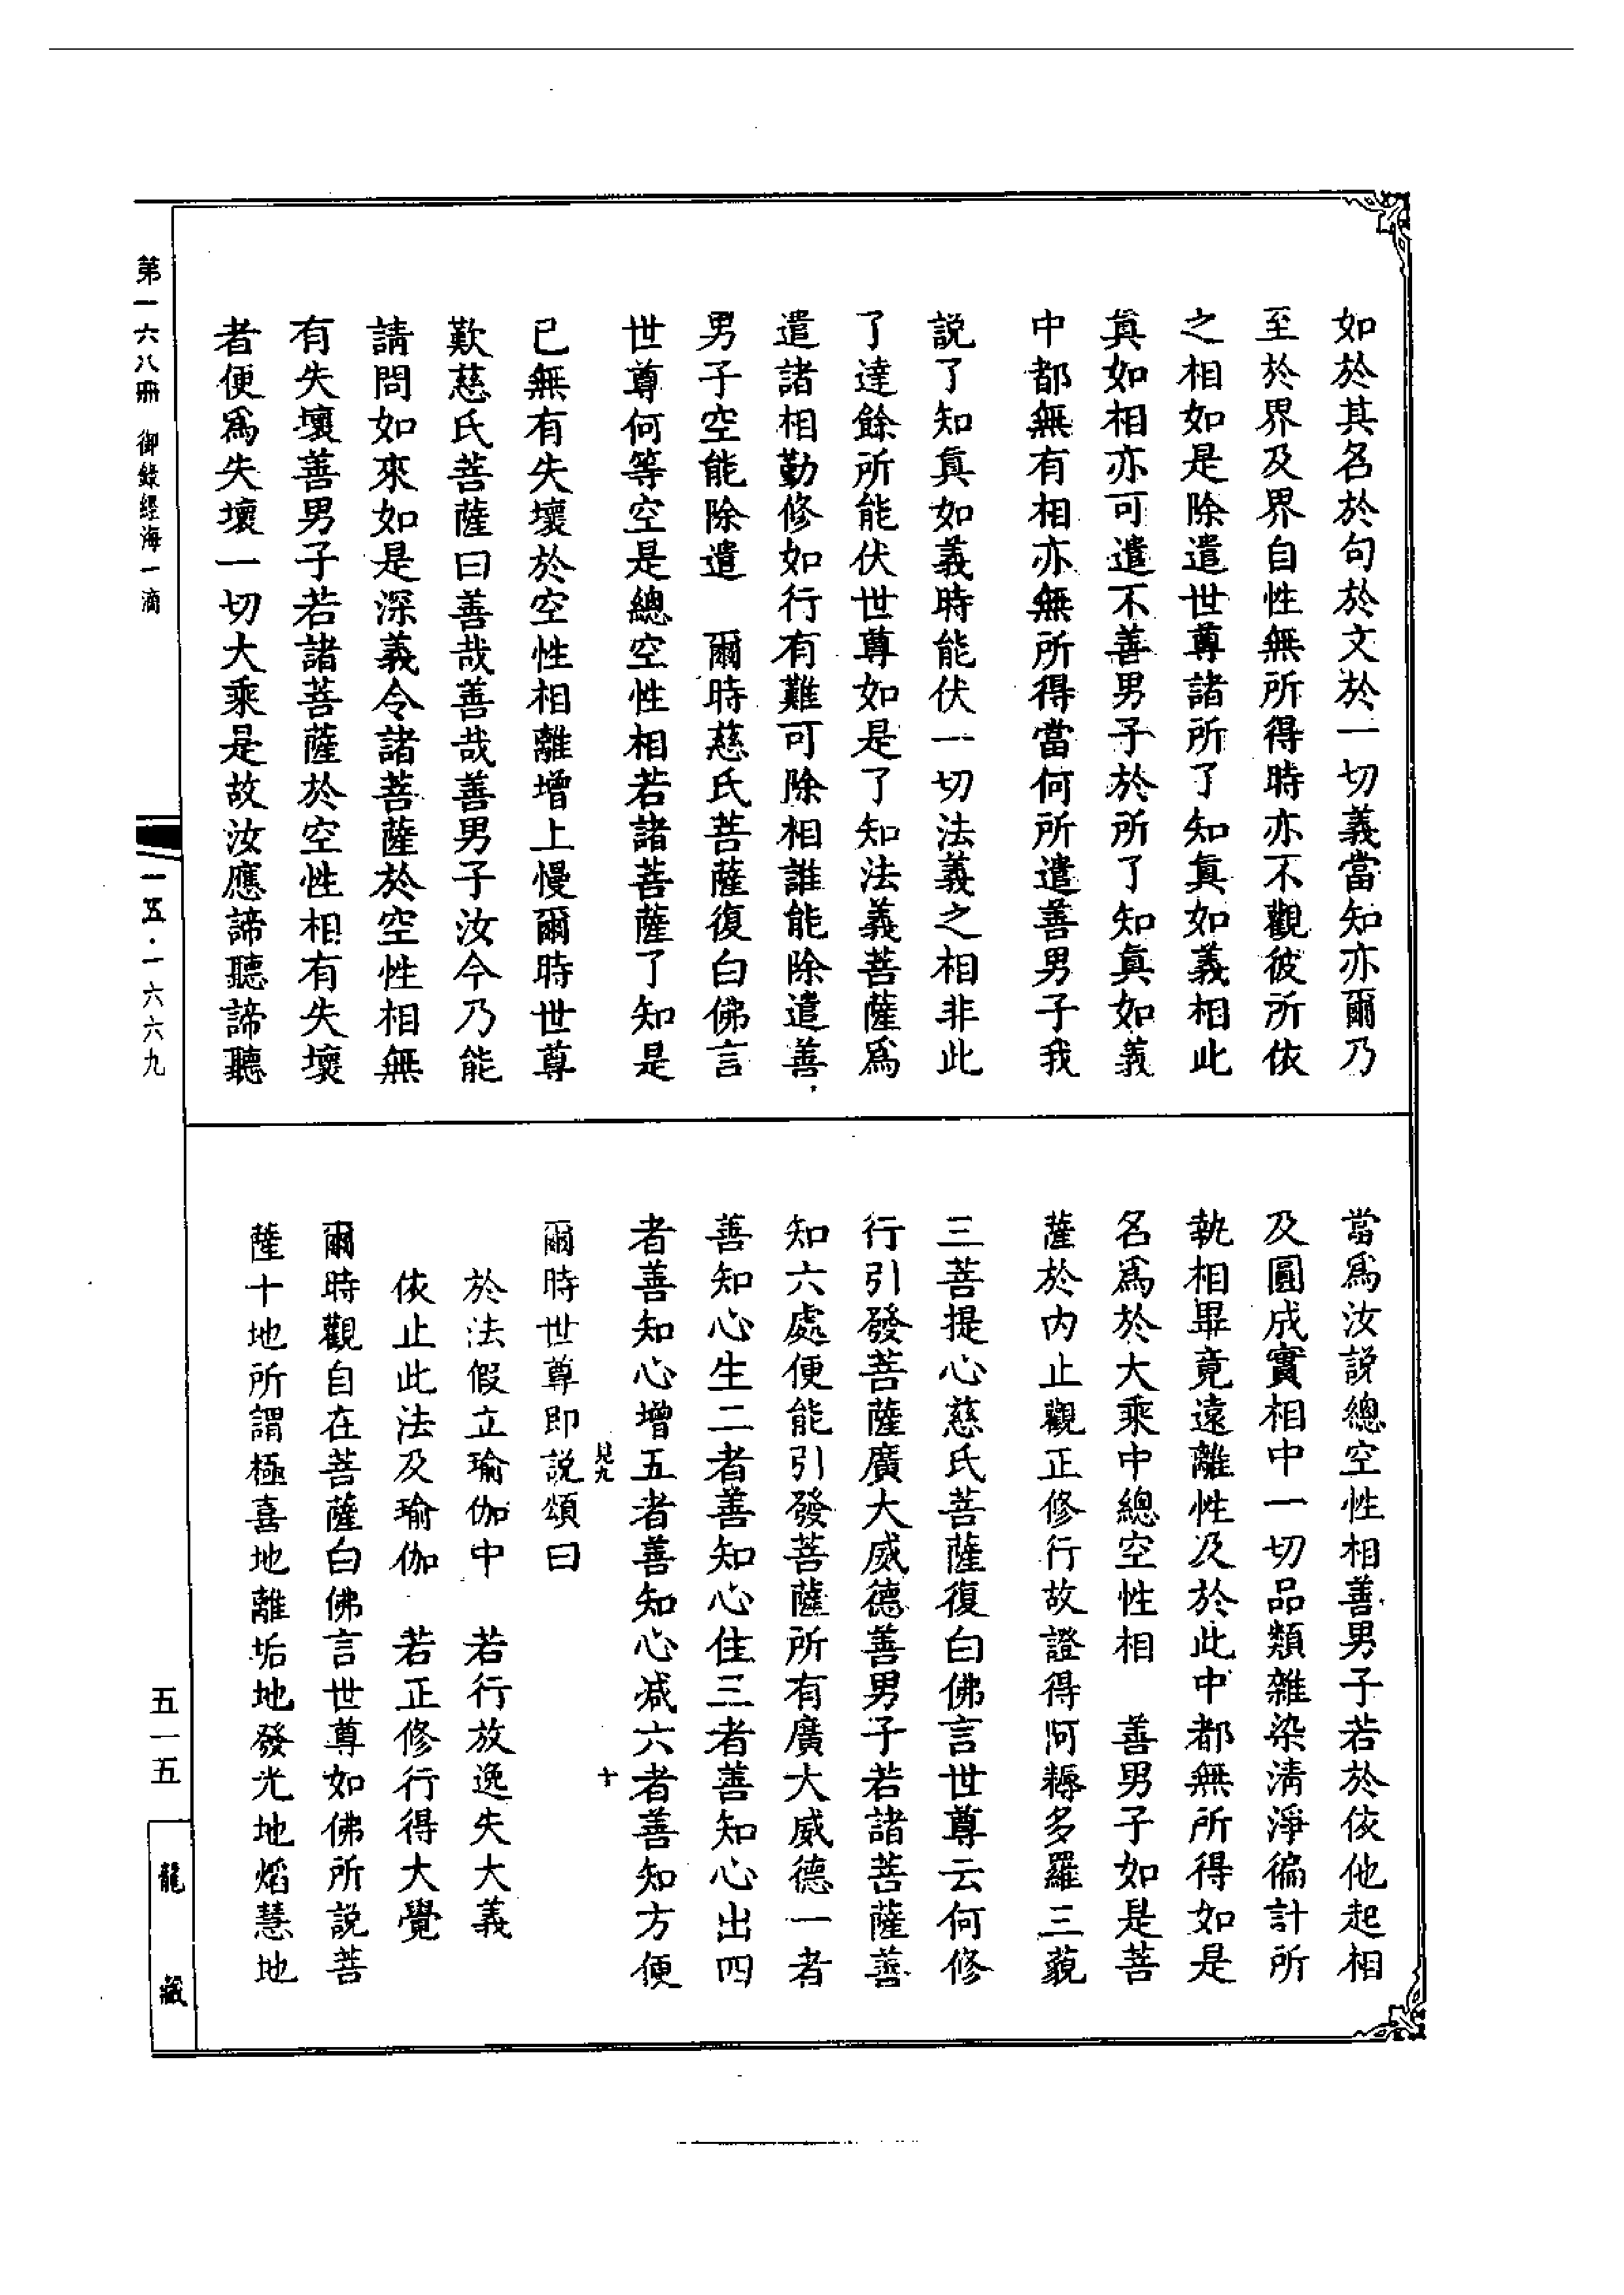 如於其名於句於文於一切義當知亦爾乃
至於界及界自性無所得時亦不觀彼所依
之相如是除遣世尊諸所了知真如義相此
真如相亦可遣不善男子於所了知真如義
中都無有相亦無所得當何所遣善男子我
說了知真如義時能伏一切法義之相非此
了達餘所能伏世尊如是了知法義菩薩為
遣諸相勤修如行有難可除相誰能除遣善
男子空能除遣　爾時慈氏菩薩復白佛言
世尊何等空是總空性相若諸菩薩了知是
已無有失壞於空性相離增上慢爾時世尊
歎慈氏菩薩曰善哉善哉善男子汝今乃能
請問如來如是深義令諸菩薩於空性相無
有失壞善男子若諸菩薩於空性相有失壞
者便為失壞一切大乘是故汝應諦聽諦聽
當為汝說總空性相善男子若於依他起相
及圓成實相中一切品類雜染清淨徧計所
執相畢竟遠離性及於此中都無所得如是
名為於大乘中總空性相　善男子如是菩
薩於內止觀正修行故證得阿耨多羅三藐
三菩提心慈氏菩薩復白佛言世尊云何修
行引發菩薩廣大威德善男子若諸菩薩善
知六處便能引發菩薩所有廣大威德一者
善知心生二者善知心住三者善知心出四
者善知心增五者善知心減六者善知方便
見九　十
爾時世尊即說頌曰
於法假立瑜伽中　若行放逸失大義
依止此法及瑜伽　若正修行得大覺
爾時觀自在菩薩白佛言世尊如佛所說菩
薩十地所謂極喜地離垢地發光地焰慧地
第一六八冊　御錄經海一滴
一五·一六六九
五一五
龍藏